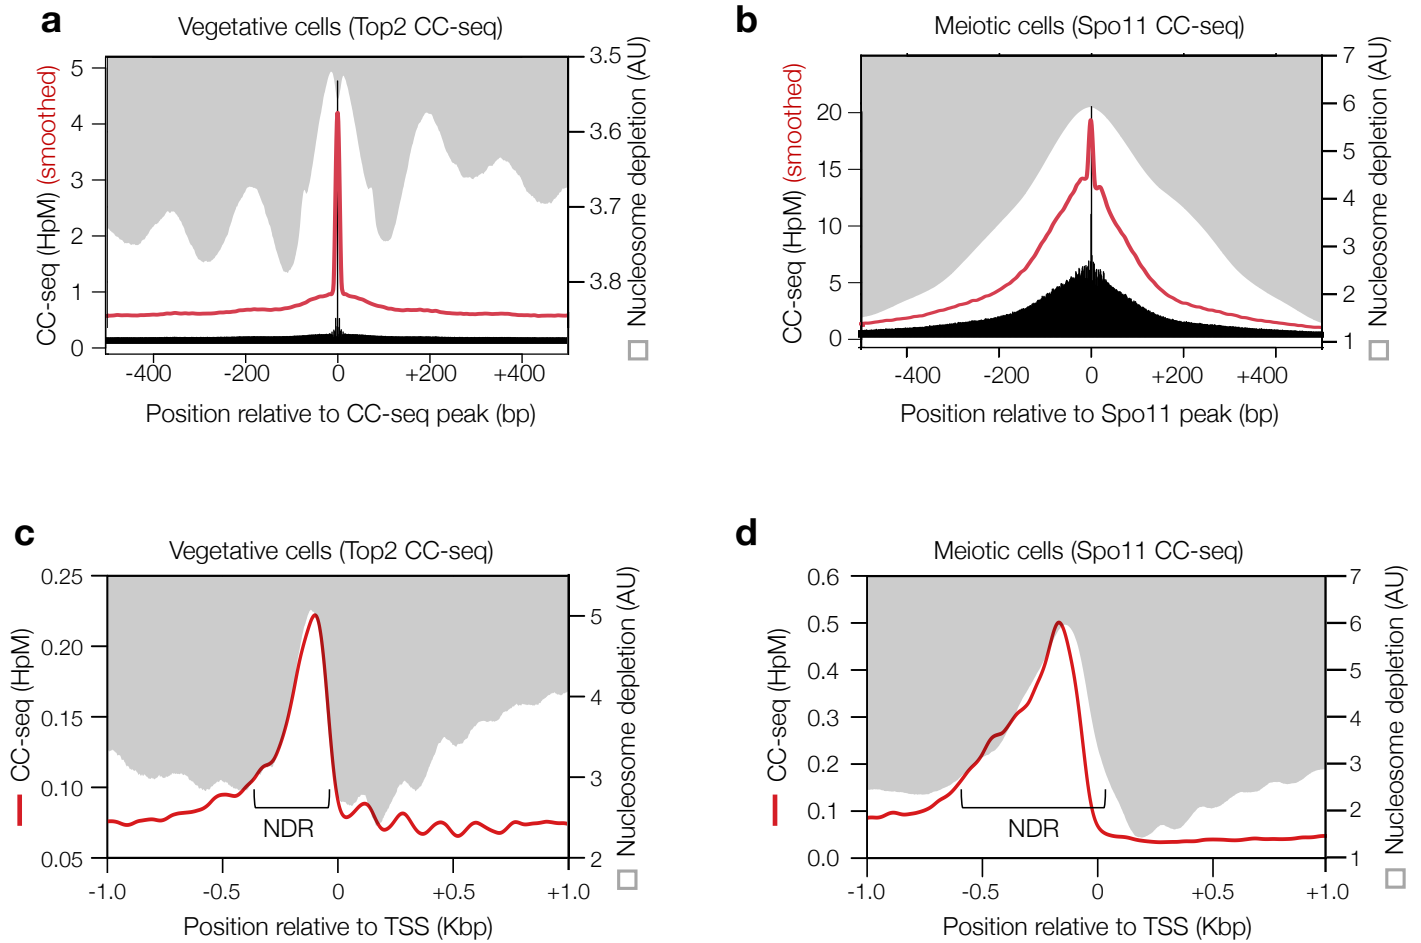 a
Vegetative cells (Top2 CC-seq)
CC-seq (HpM) (smoothed)
5
4
3
2
1
0
3.5
3.6
3.7
3.8
Nucleosome depletion (AU)
-400 -200 0 +200 +400
Position relative to CC-seq peak (bp)
b
Meiotic cells (Spo11 CC-seq)
CC-seq (HpM) (smoothed)
20
15
10
5
0
7
6
5
4
3
2
1
Nucleosome depletion (AU)
-400 -200 0 +200 +400
Position relative to Spo11 peak (bp)
c
Vegetative cells (Top2 CC-seq)
CC-seq (HpM)
0.25
0.20
0.15
0.10
0.05
5
4
3
2
Nucleosome depletion (AU)
NDR
-1.0 -0.5 0 +0.5 +1.0
Position relative to TSS (Kbp)
d
Meiotic cells (Spo11 CC-seq)
CC-seq (HpM)
0.6
0.5
0.4
0.3
0.2
0.1
0.0
7
6
5
4
3
2
1
Nucleosome depletion (AU)
NDR
-1.0 -0.5 0 +0.5 +1.0
Position relative to TSS (Kbp)